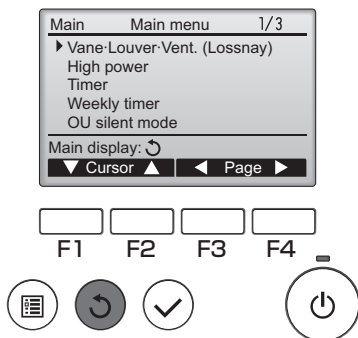 Main Main menu 1/3
Vane·Louver·Vent. (Lossnay)
High power
Timer
Weekly timer
OU silent mode
Main display:
Cursor Page
F1 F2 F3 F4